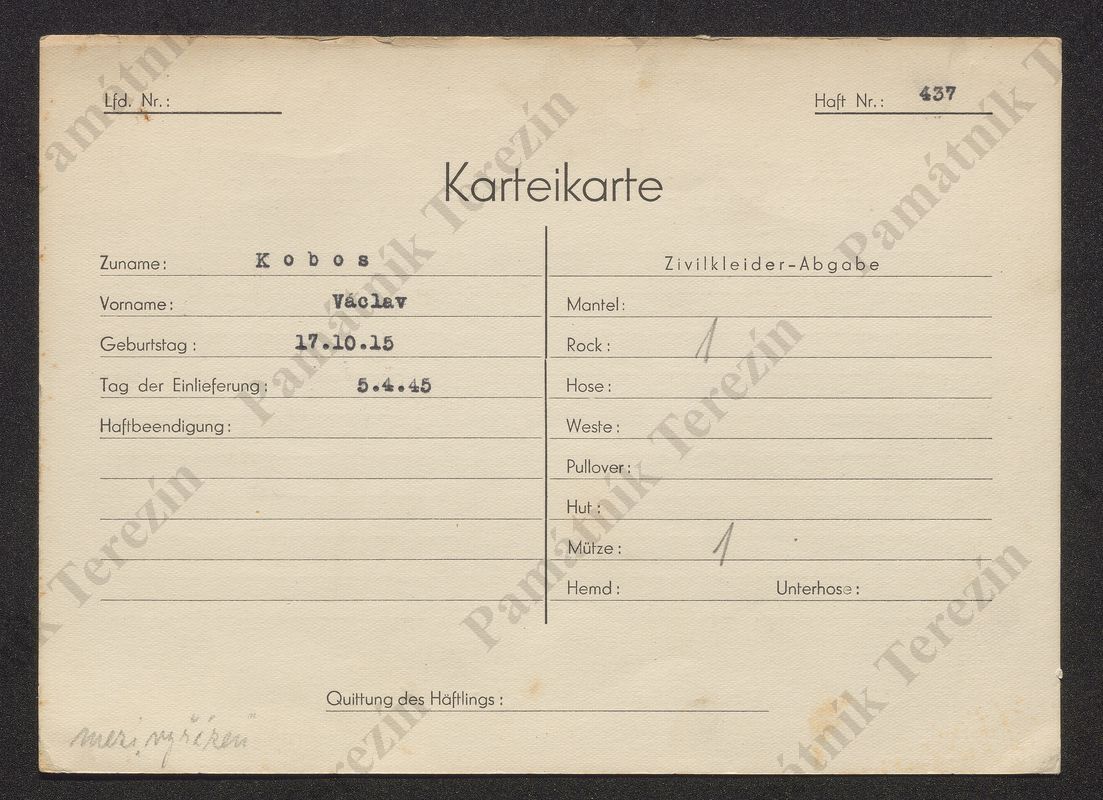 Lfd. Nr.:
Haft Nr.: 437
Karteikarte
Zuname: Kobos
Vorname: Václav
Geburtstag: 17.10.15
Tag der Einlieferung: 5.4.45
Haftbeendigung:
Zivilkleider-Abgabe
Mantel:
Rock: 1
Hose:
Weste:
Pullover:
Hut:
Mütze: 1
Hemd: Unterhose:
Quittung des Häftlings:
mezi
Památník Terezín